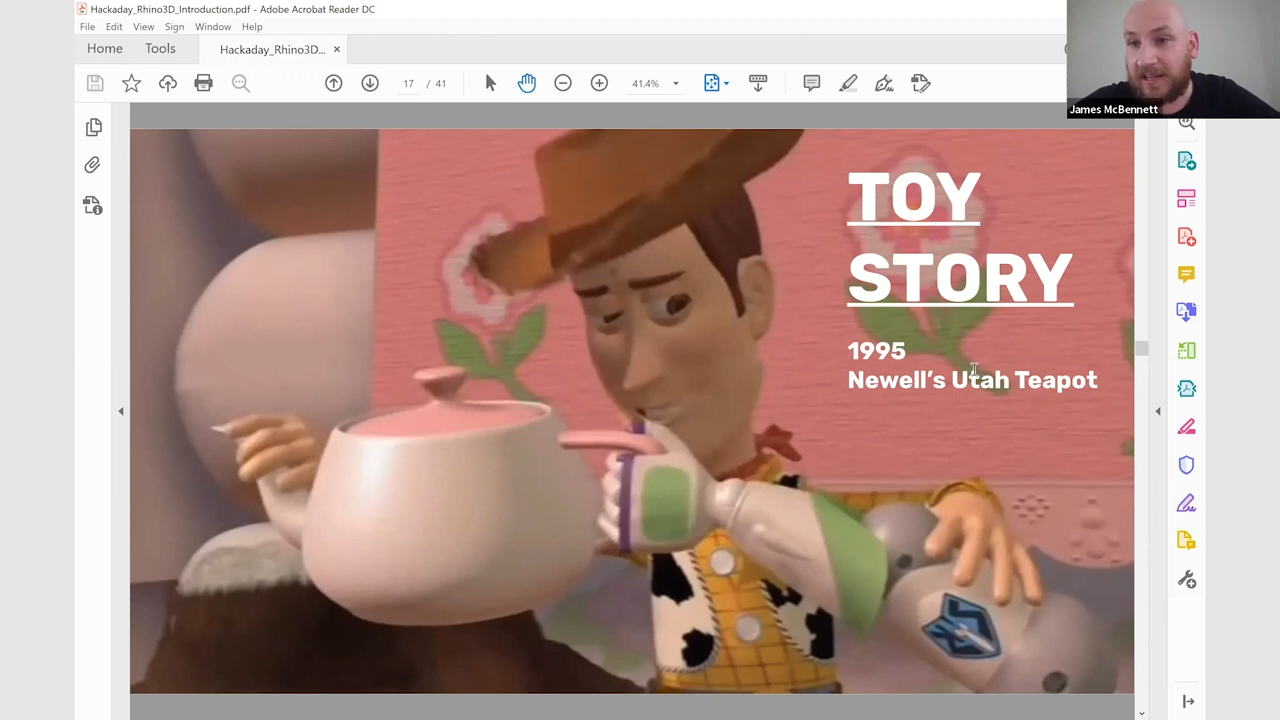 Hackaday_Rhino3D_Introduction.pdf - Adobe Acrobat Reader DC
File Edit View Sign Window Help
Home Tools Hackaday_Rhino3D... ×
17 / 41 41.4%
James McBennett
TOY
STORY
1995
Newell's Utah Teapot